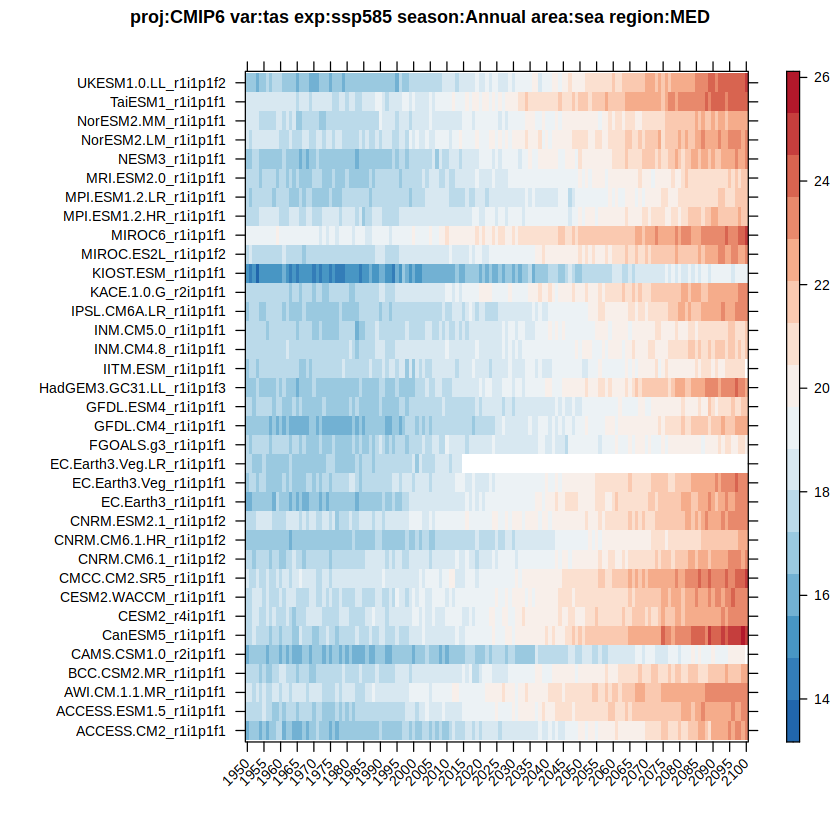 proj:CMIP6 var:tas exp:ssp585 season:Annual area:sea region:MED
UKESM1.0.LL_r1i1p1f2
TaiESM1_r1i1p1f1
NorESM2.MM_r1i1p1f1
NorESM2.LM_r1i1p1f1
NESM3_r1i1p1f1
MRI.ESM2.0_r1i1p1f1
MPI.ESM1.2.LR_r1i1p1f1
MPI.ESM1.2.HR_r1i1p1f1
MIROC6_r1i1p1f1
MIROC.ES2L_r1i1p1f2
KIOST.ESM_r1i1p1f1
KACE.1.0.G_r2i1p1f1
IPSL.CM6A.LR_r1i1p1f1
INM.CM5.0_r1i1p1f1
INM.CM4.8_r1i1p1f1
IITM.ESM_r1i1p1f1
HadGEM3.GC31.LL_r1i1p1f3
GFDL.ESM4_r1i1p1f1
GFDL.CM4_r1i1p1f1
FGOALS.g3_r1i1p1f1
EC.Earth3.Veg.LR_r1i1p1f1
EC.Earth3.Veg_r1i1p1f1
EC.Earth3_r1i1p1f1
CNRM.ESM2.1_r1i1p1f2
CNRM.CM6.1.HR_r1i1p1f2
CNRM.CM6.1_r1i1p1f2
CMCC.CM2.SR5_r1i1p1f1
CESM2.WACCM_r1i1p1f1
CESM2_r4i1p1f1
CanESM5_r1i1p1f1
CAMS.CSM1.0_r2i1p1f1
BCC.CSM2.MR_r1i1p1f1
AWI.CM.1.1.MR_r1i1p1f1
ACCESS.ESM1.5_r1i1p1f1
ACCESS.CM2_r1i1p1f1
1950 1955 1960 1965 1970 1975 1980 1985 1990 1995 2000 2005 2010 2015 2020 2025 2030 2035 2040 2045 2050 2055 2060 2065 2070 2075 2080 2085 2090 2095 2100
26
24
22
20
18
16
14